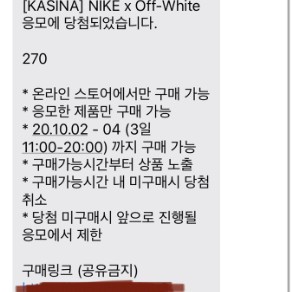 [KASINA] NIKE x Off-White
응모에 당첨되었습니다.
270
* 온라인 스토어에서만 구매 가능
* 응모한 제품만 구매 가능
* 20.10.02 - 04 (3일
11:00-20:00) 까지 구매 가능
* 구매가능시간부터 상품 노출
* 구매가능시간 내 미구매시 당첨
취소
* 당첨 미구매시 앞으로 진행될
응모에서 제한
구매링크 (공유금지)